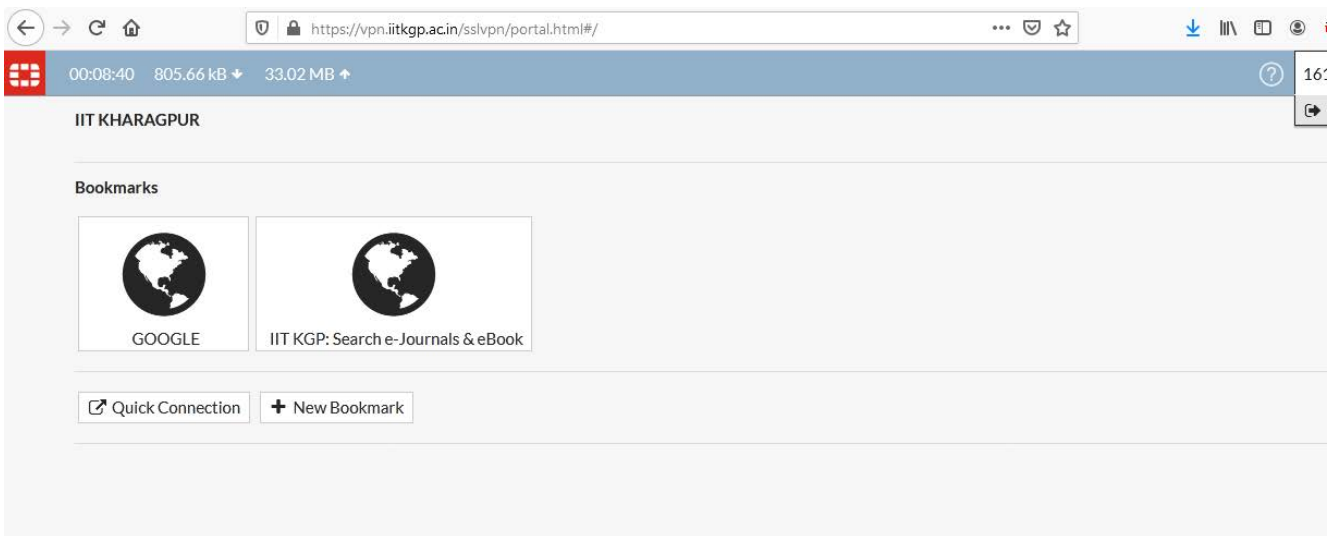 https://vpn.iitkgp.ac.in/sslvpn/portal.html#/
00:08:40 805.66 kB 33.02 MB
161
IIT KHARAGPUR
Bookmarks
GOOGLE
IIT KGP: Search e-Journals & eBook
Quick Connection
New Bookmark